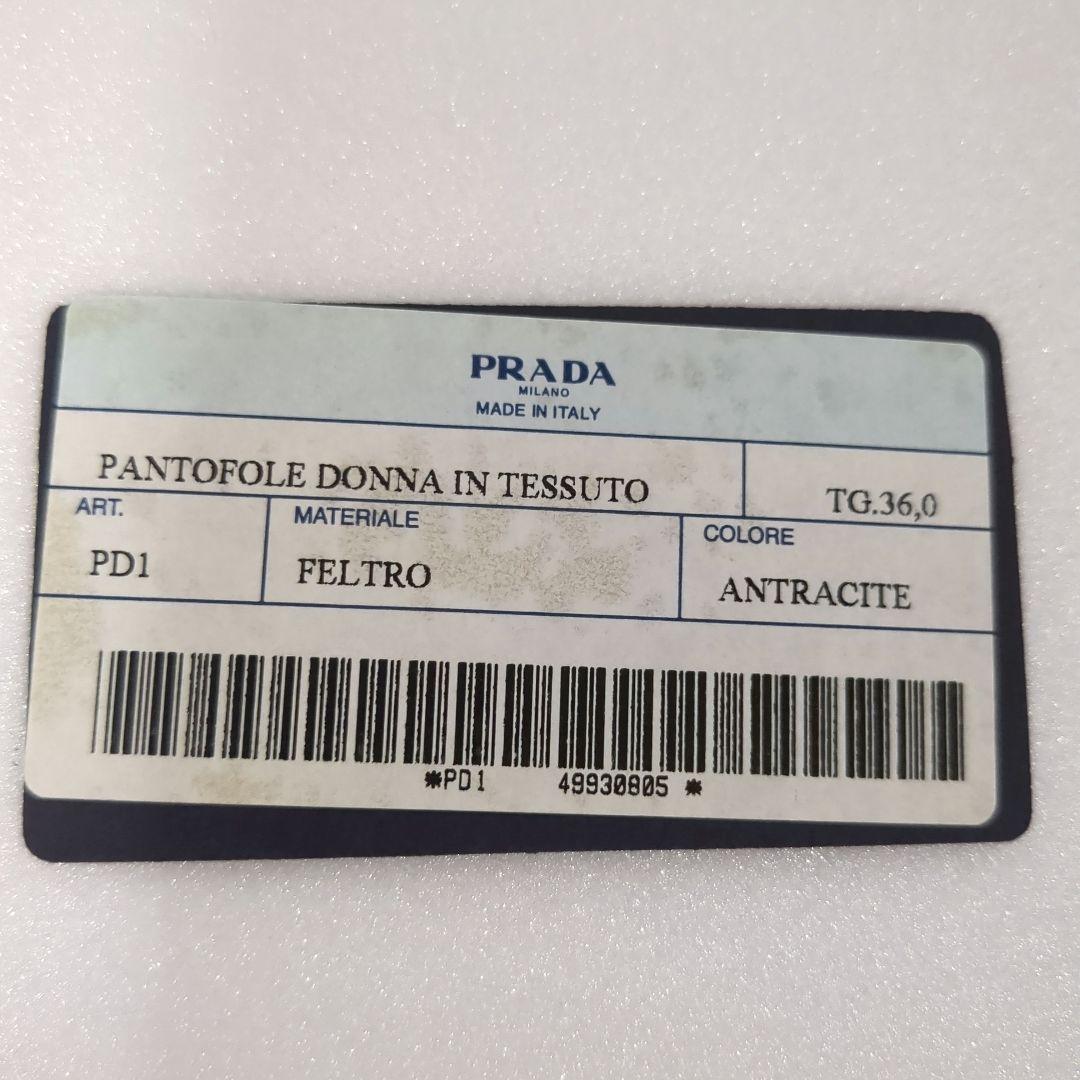 PRADA
MILANO
MADE IN ITALY
PANTOFOLE DONNA IN TESSUTO TG.36,0
ART. MATERIALE COLORE
PD1 FELTRO ANTRACITE
*PD1 49930805 *